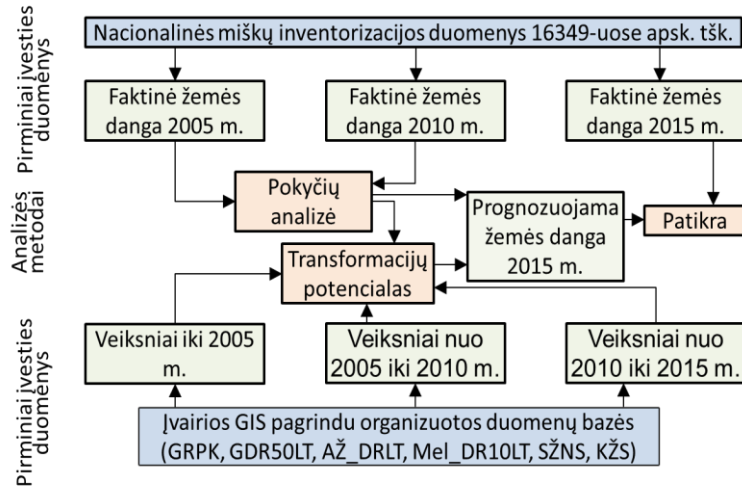 Pirminiai įvesties
duomenys
Nacionalinės miškų inventorizacijos duomenys 16349-uose apsk. tšk.
Faktinė žemės
danga 2005 m.
Faktinė žemės
danga 2010 m.
Faktinė žemės
danga 2015 m.
Analizės
metodai
Pokyčių
analizė
Prognozuojama
žemės danga
2015 m.
Patikra
Transformacijų
potencialas
Pirminiai įvesties
duomenys
Veiksniai iki 2005
m.
Veiksniai nuo
2005 iki 2010 m.
Veiksniai nuo
2010 iki 2015 m.
Įvairios GIS pagrindu organizuotos duomenų bazės
(GRPK, GDR50LT, AŽ_DRLT, Mel_DR10LT, SŽNS, KŽS)